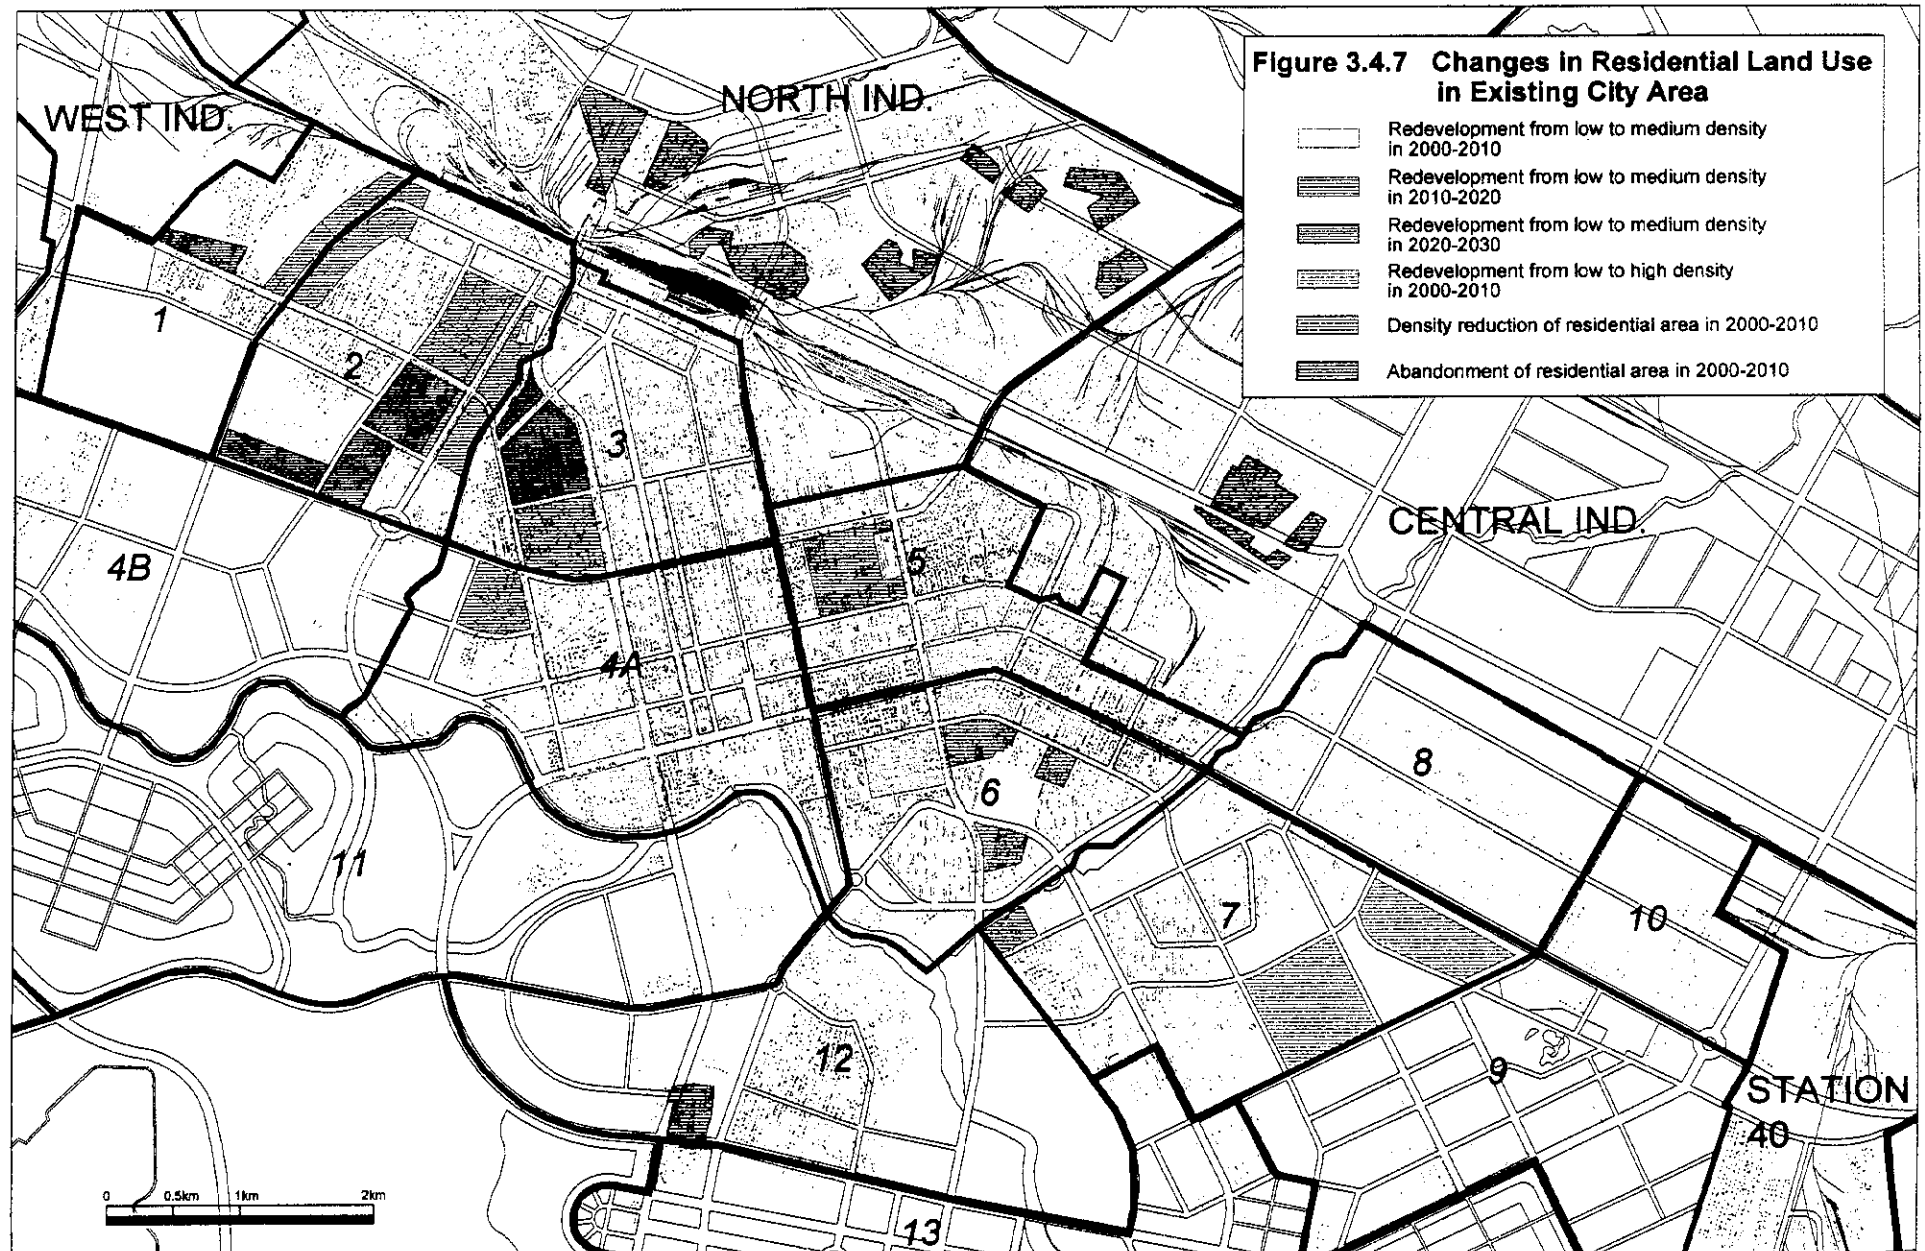 Figure 3.4.7 Changes in Residential Land Use
in Existing City Area
Redevelopment from low to medium density
in 2000-2010
Redevelopment from low to medium density
in 2010-2020
Redevelopment from low to medium density
in 2020-2030
Redevelopment from low to high density
in 2000-2010
Density reduction of residential area in 2000-2010
Abandonment of residential area in 2000-2010
WEST IND.
NORTH IND.
1
2
3
CENTRAL IND.
4B
5
4A
8
6
11
7
10
12
9
STATION
40
0 0.5km 1km 2km
13